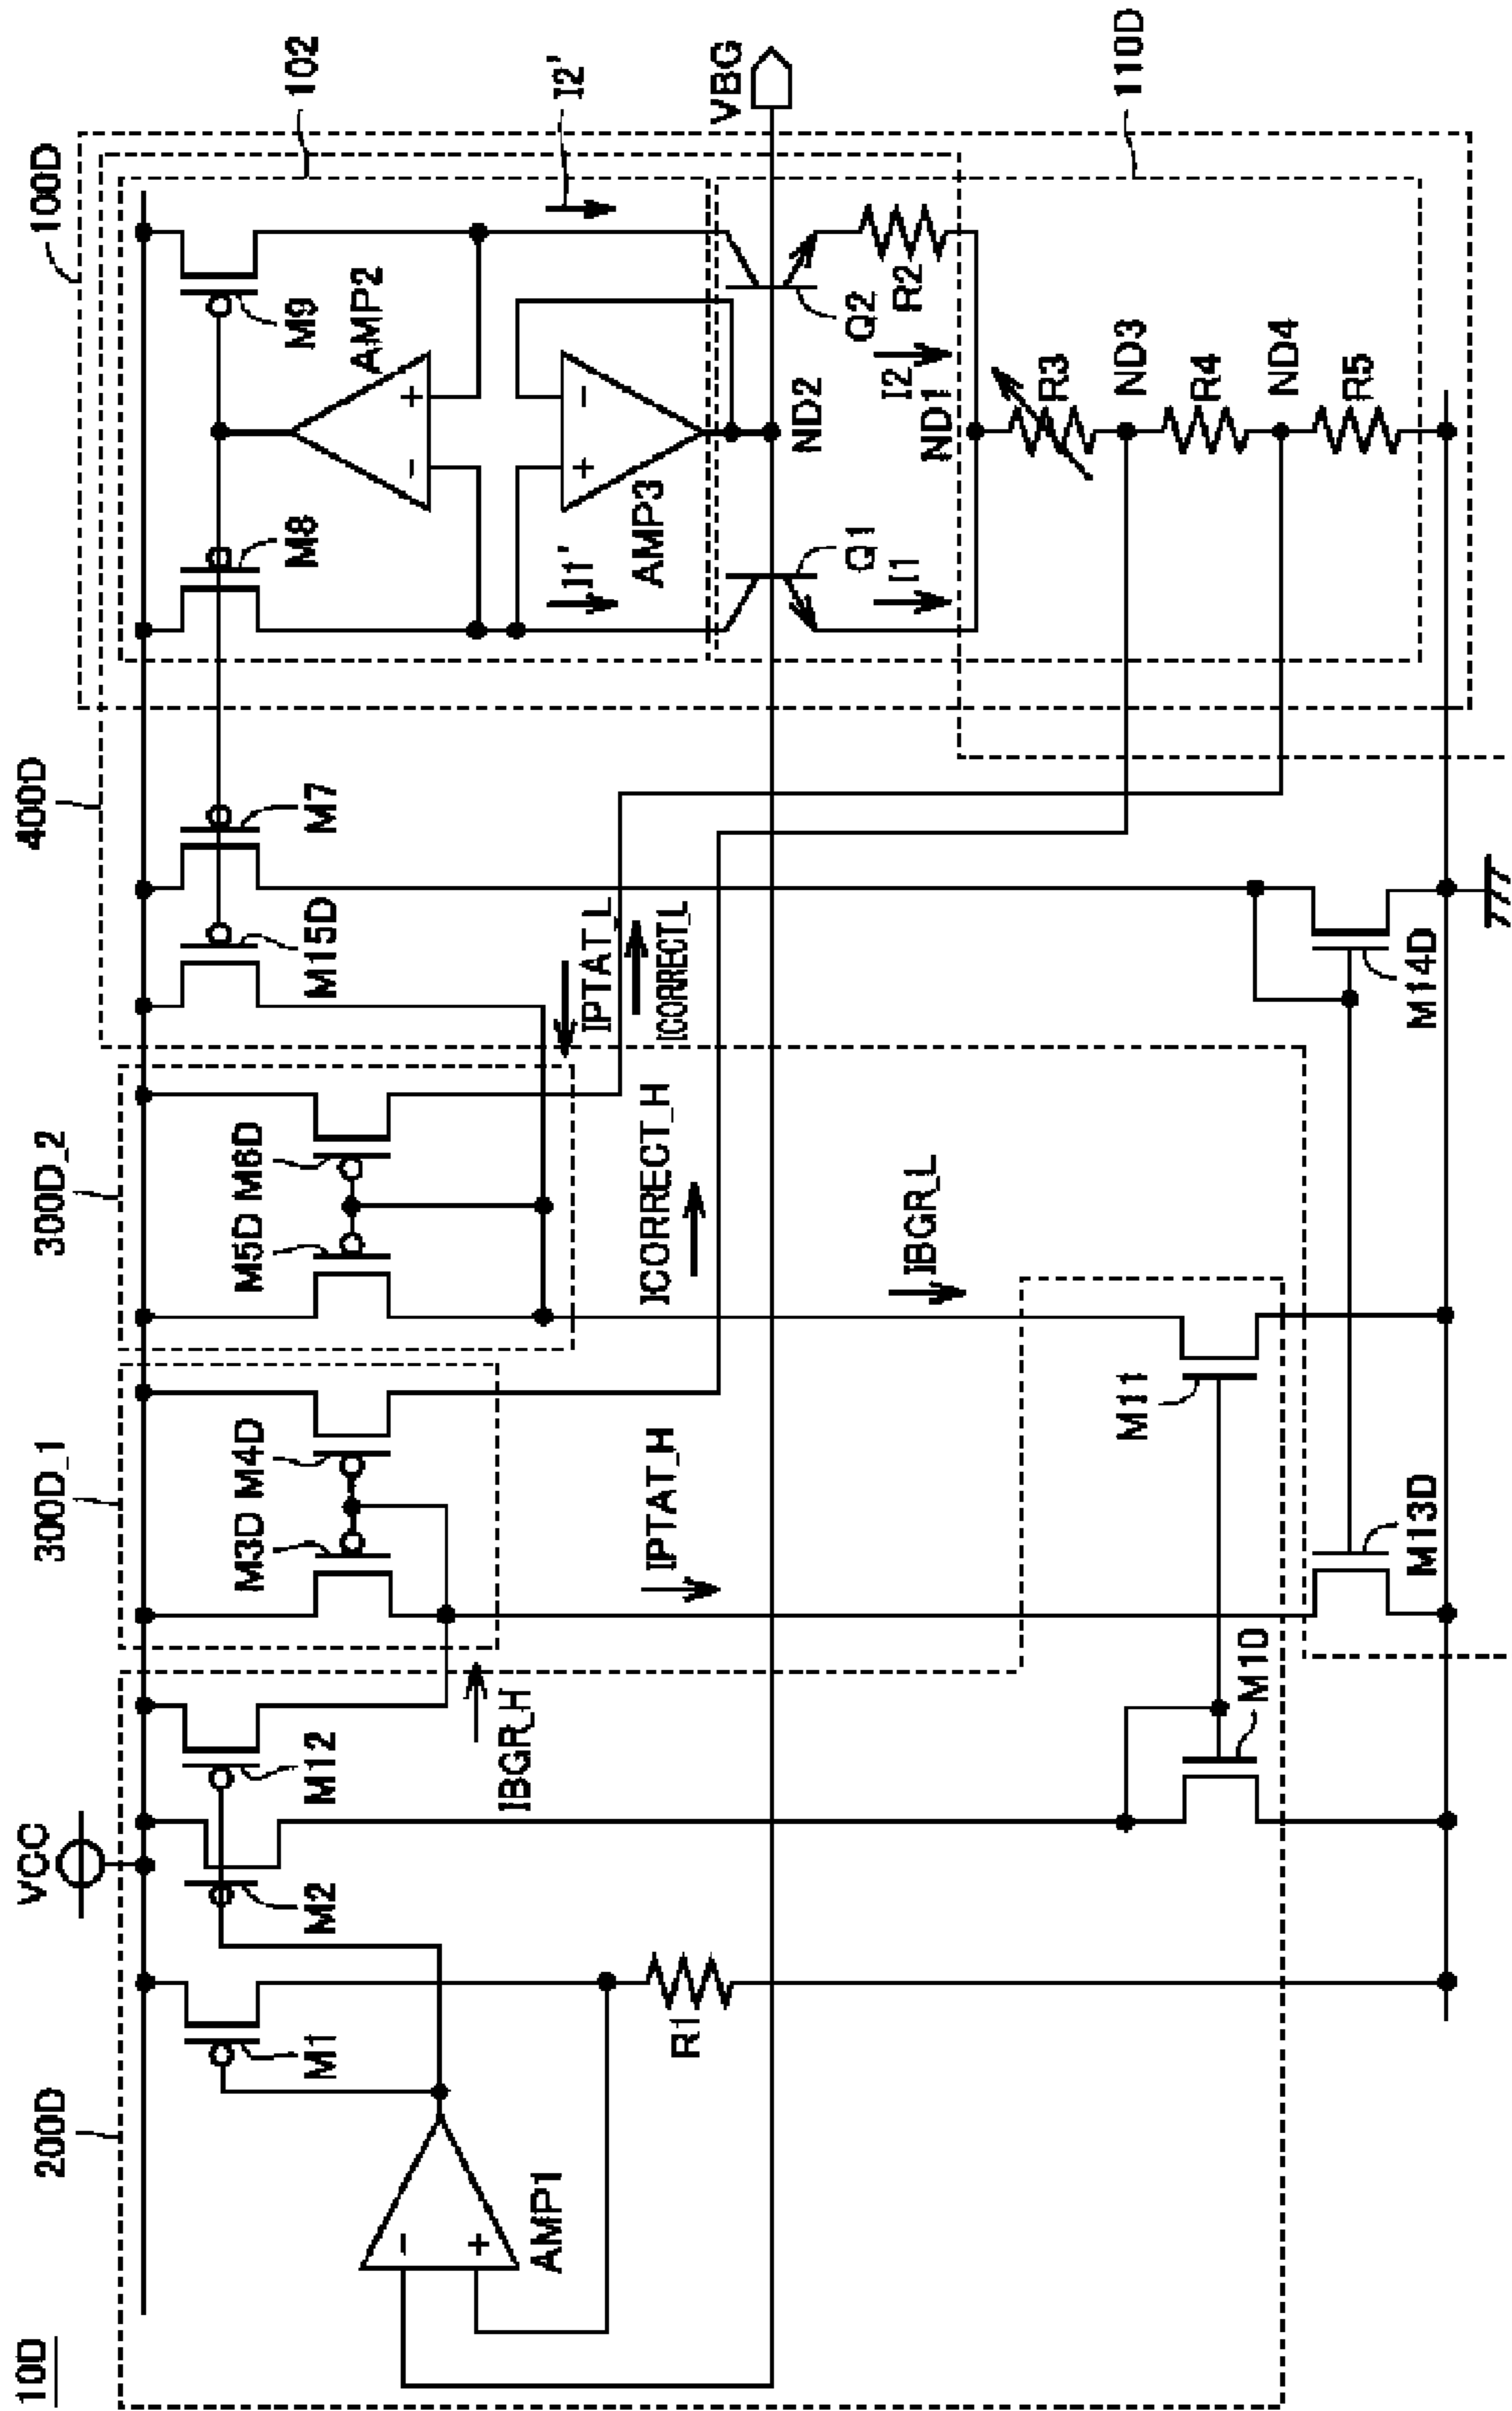 10D
VCC
200D
300D_1
300D_2
400D
100D
102
M1
M2
M12
M3D M4D
M5D M6D
M15D
M7
M8
M9
AMP2
-
+
AMP1
-
+
IBGR_H
IPTAT_H
ICORRECT_H
IPTAT_L
ICORRECT_L
I1'
I2'
AMP3
+
-
VBG
R1
IBGR_L
ND2
Q1
Q2
I1
I2
R2
ND1
110D
R3
ND3
R4
ND4
R5
M10
M11
M13D
M14D